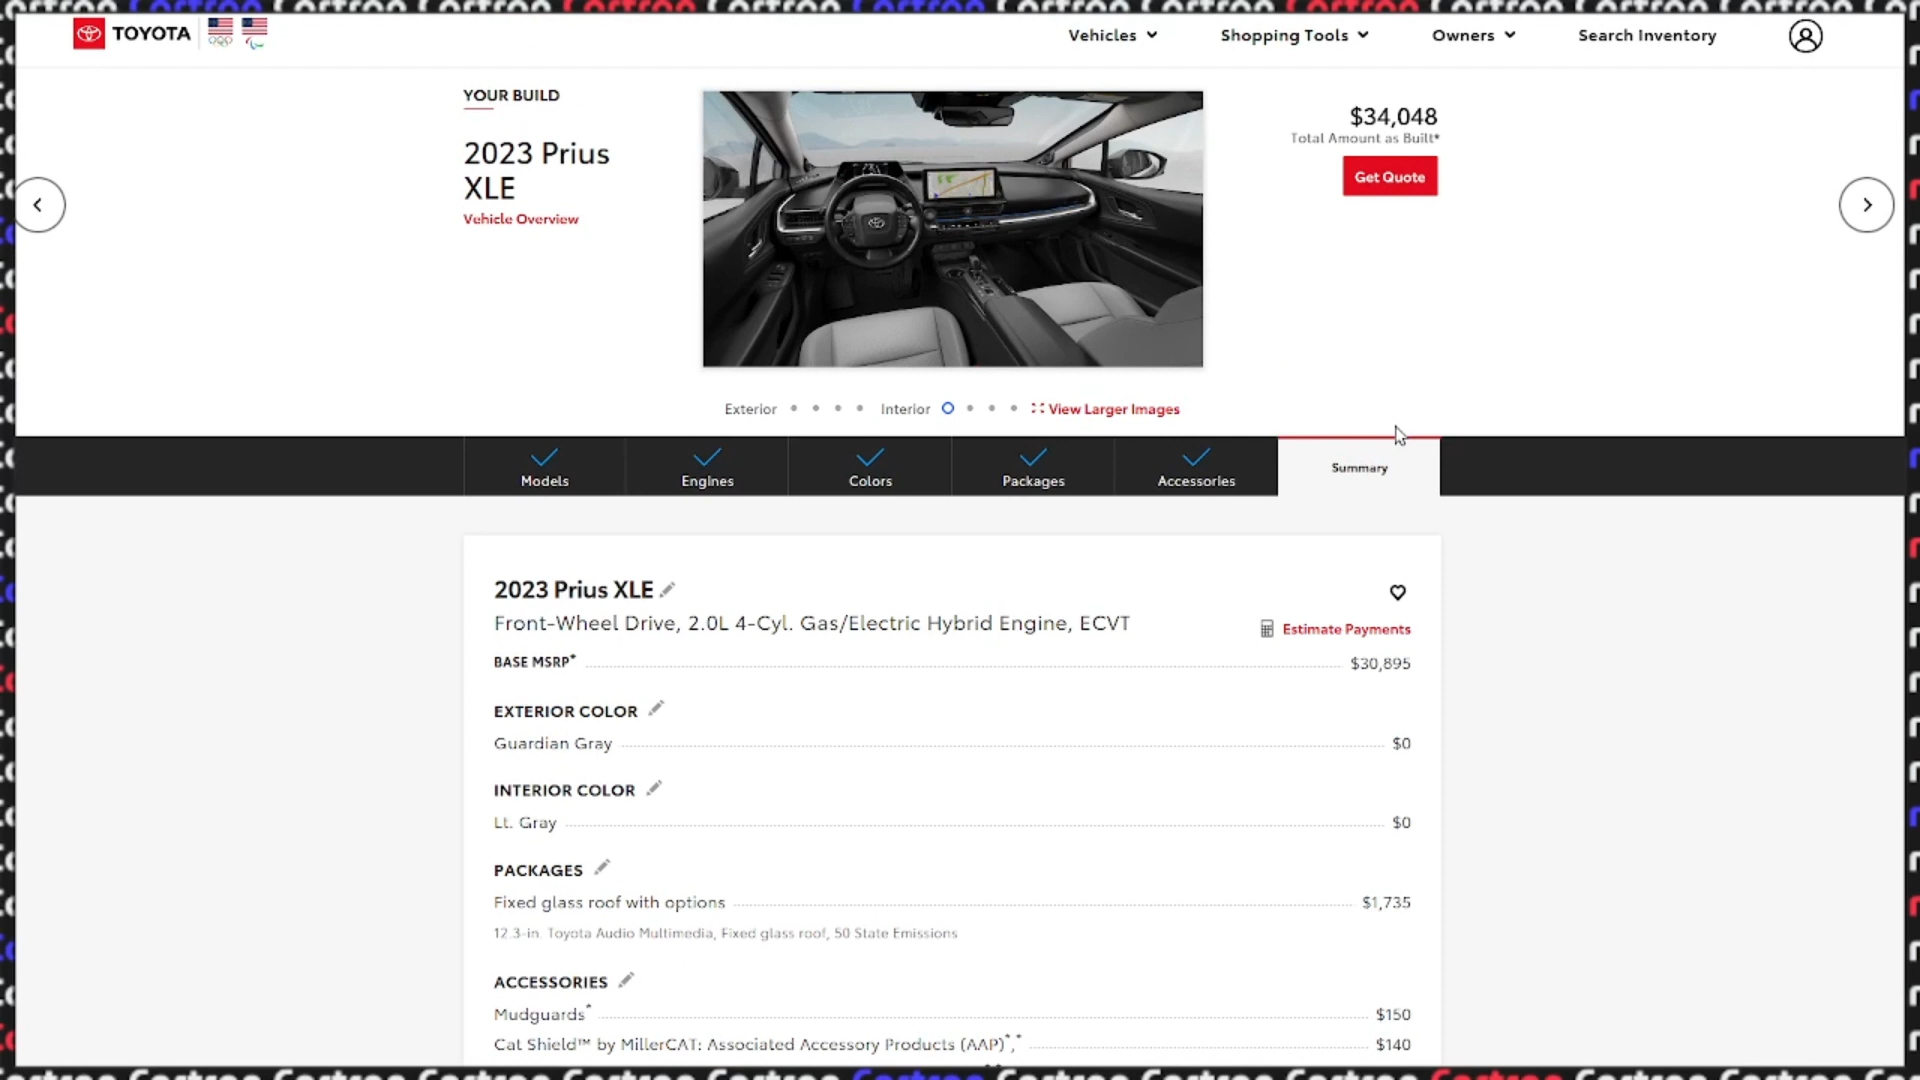 TOYOTA
Vehicles
Shopping Tools
Owners
Search Inventory
YOUR BUILD
2023 Prius
XLE
Vehicle Overview
$34,048
Total Amount as Built*
Get Quote
Exterior
Interior
View Larger Images
Models
Engines
Colors
Packages
Accessories
Summary
2023 Prius XLE
Front-Wheel Drive, 2.0L 4-Cyl. Gas/Electric Hybrid Engine, ECVT
Estimate Payments
BASE MSRP* $30,895
EXTERIOR COLOR
Guardian Gray $0
INTERIOR COLOR
Lt. Gray $0
PACKAGES
Fixed glass roof with options $1,735
12.3-in. Toyota Audio Multimedia, Fixed glass roof, 50 State Emissions
ACCESSORIES
Mudguards* $150
Cat Shield™ by MillerCAT: Associated Accessory Products (AAP)*,* $140